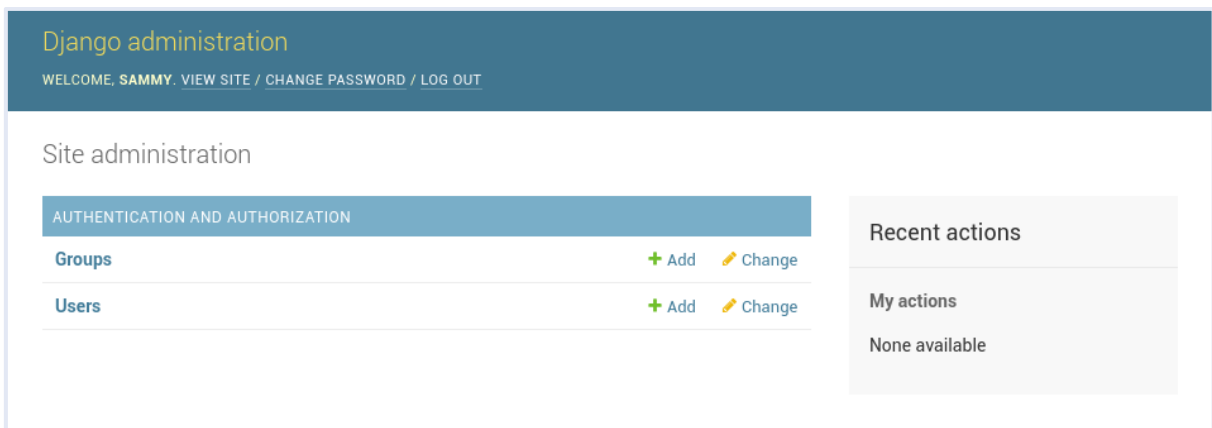 Django administration
WELCOME, SAMMY. VIEW SITE / CHANGE PASSWORD / LOG OUT
Site administration
AUTHENTICATION AND AUTHORIZATION
Groups Add Change
Users Add Change
Recent actions
My actions
None available